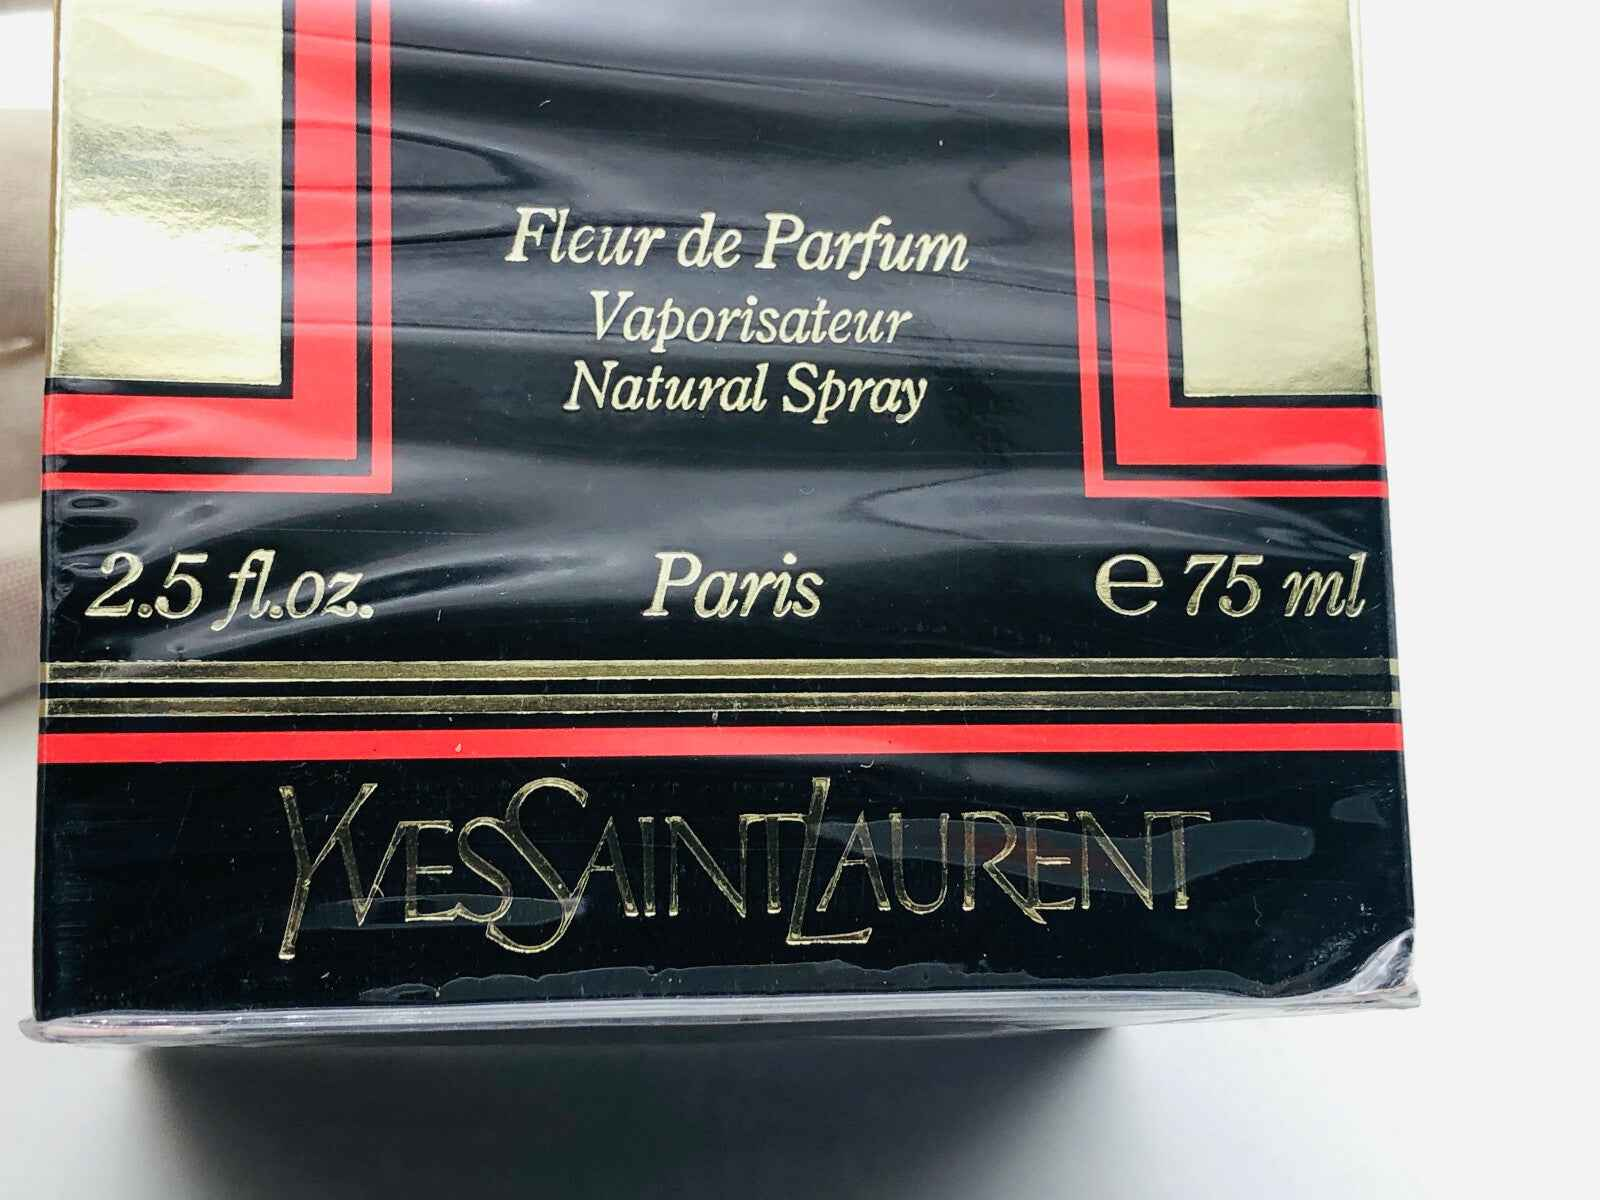 Fleur de Parfum
Vaporisateur
Natural Spray
2.5 fl.oz. Paris ℮ 75 ml
YVESSAINTLAURENT